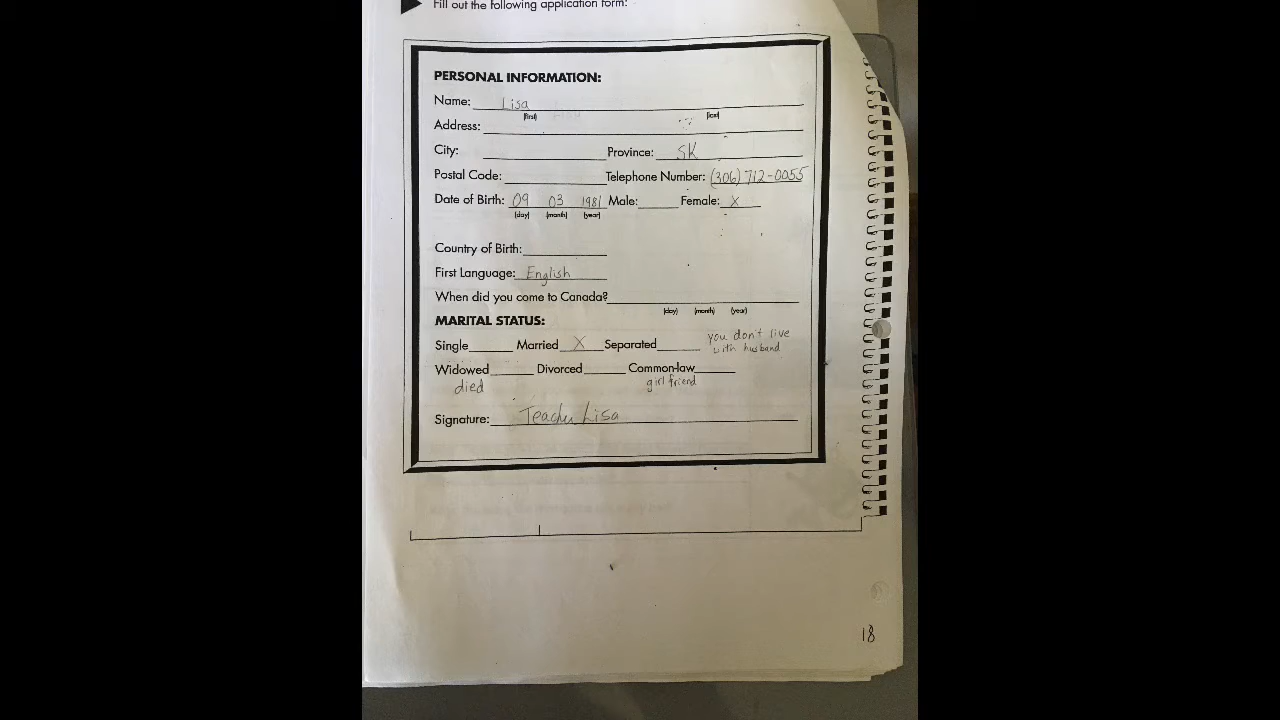 Fill out the following application form:
PERSONAL INFORMATION:
Name: Lisa
(first) (last)
Address:
City: Province: SK
Postal Code: Telephone Number: (306) 712-0055
Date of Birth: 09 03 1981 Male: Female: X
(day) (month) (year)
Country of Birth:
First Language: English
When did you come to Canada?
(day) (month) (year)
MARITAL STATUS:
Single Married X Separated you don't live
with husband
Widowed Divorced Common-law
died girl friend
Signature: Teacher Lisa
18